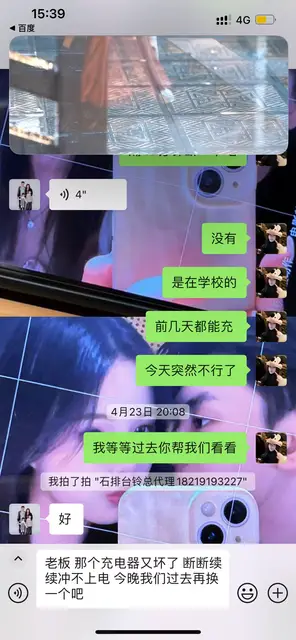 15:39
4G
◀ 百度
4"
没有
是在学校的
前几天都能充
今天突然不行了
4月23日 20:08
我等等过去你帮我们看看
我拍了拍 "石排台铃总代理18219193227"
好
老板 那个充电器又坏了 断断续
续冲不上电 今晚我们过去再换
一个吧